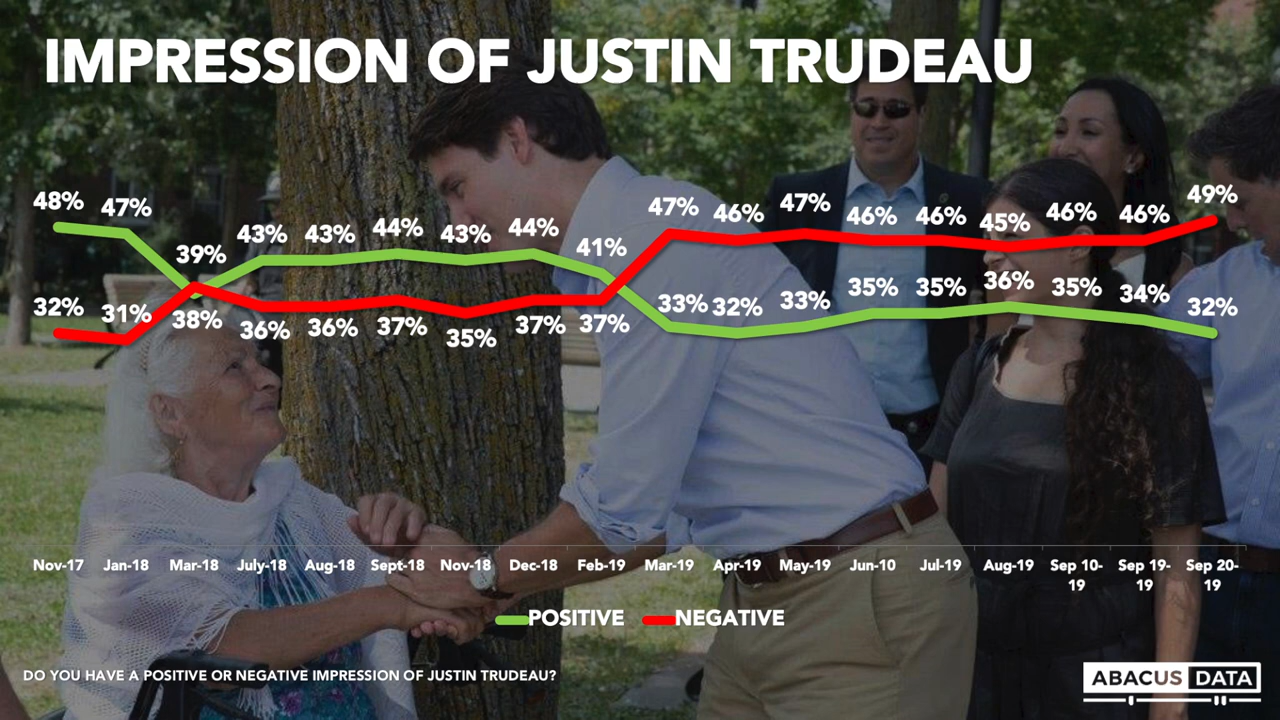 IMPRESSION OF JUSTIN TRUDEAU
48% 47% 39% 43% 43% 44% 43% 44% 41% 47% 46% 47% 46% 46% 45% 46% 46% 49%
32% 31% 38% 36% 36% 37% 35% 37% 37% 33% 32% 33% 35% 35% 36% 35% 34% 32%
Nov-17 Jan-18 Mar-18 July-18 Aug-18 Sept-18 Nov-18 Dec-18 Feb-19 Mar-19 Apr-19 May-19 Jun-10 Jul-19 Aug-19 Sep 10- Sep 19- Sep 20-
19 19 19
POSITIVE NEGATIVE
DO YOU HAVE A POSITIVE OR NEGATIVE IMPRESSION OF JUSTIN TRUDEAU?
ABACUS DATA